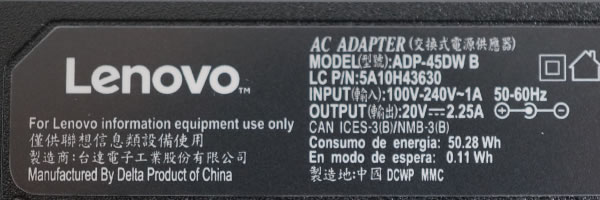 Lenovo™
For Lenovo information equipment use only
僅供聯想信息類設備使用
製造商:台達電子工業股份有限公司
Manufactured By Delta Product of China
AC ADAPTER(交換式電源供應器)
MODEL(型號):ADP-45DW B
LC P/N:5A10H43630
INPUT(輸入):100V-240V~1A 50-60Hz
OUTPUT(輸出):20V⎓2.25A
CAN ICES-3(B)/NMB-3(B)
Consumo de energía: 50.28 Wh
En modo de espera: 0.11 Wh
製造地:中國 DCWP MMC